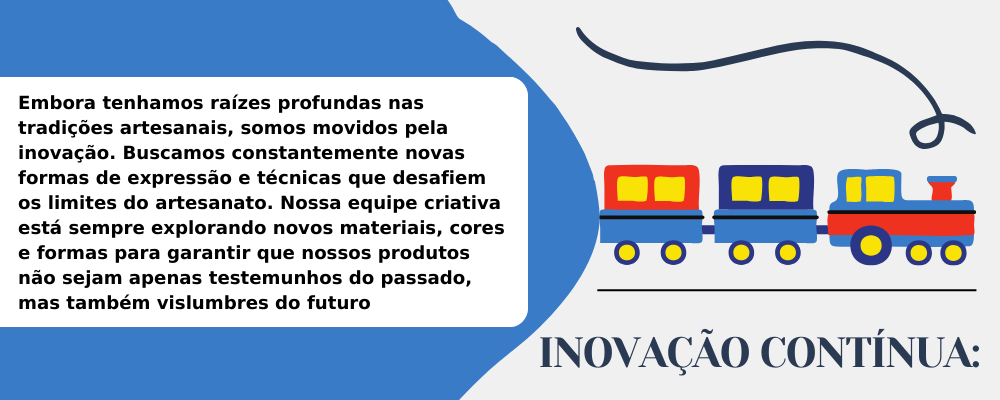 Embora tenhamos raízes profundas nas
tradições artesanais, somos movidos pela
inovação. Buscamos constantemente novas
formas de expressão e técnicas que desafiem
os limites do artesanato. Nossa equipe criativa
está sempre explorando novos materiais, cores
e formas para garantir que nossos produtos
não sejam apenas testemunhos do passado,
mas também vislumbres do futuro
INOVAÇÃO CONTÍNUA: